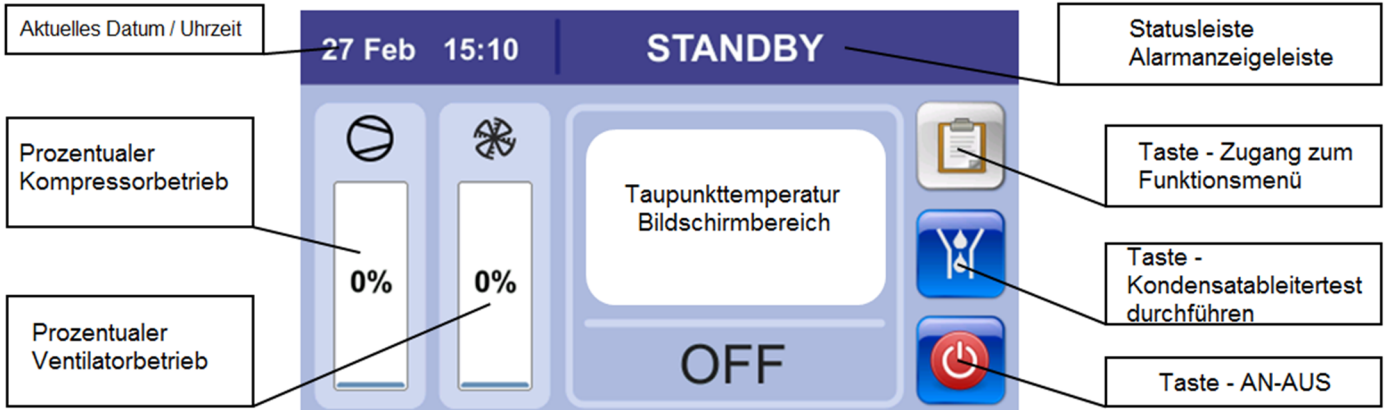 Aktuelles Datum / Uhrzeit
27 Feb 15:10
STANDBY
Statusleiste
Alarmanzeigeleiste
Prozentualer
Kompressorbetrieb
Taupunkttemperatur
Bildschirmbereich
Taste - Zugang zum
Funktionsmenü
0%
0%
Taste -
Kondensatableitertest
durchführen
Prozentualer
Ventilatorbetrieb
OFF
Taste - AN-AUS